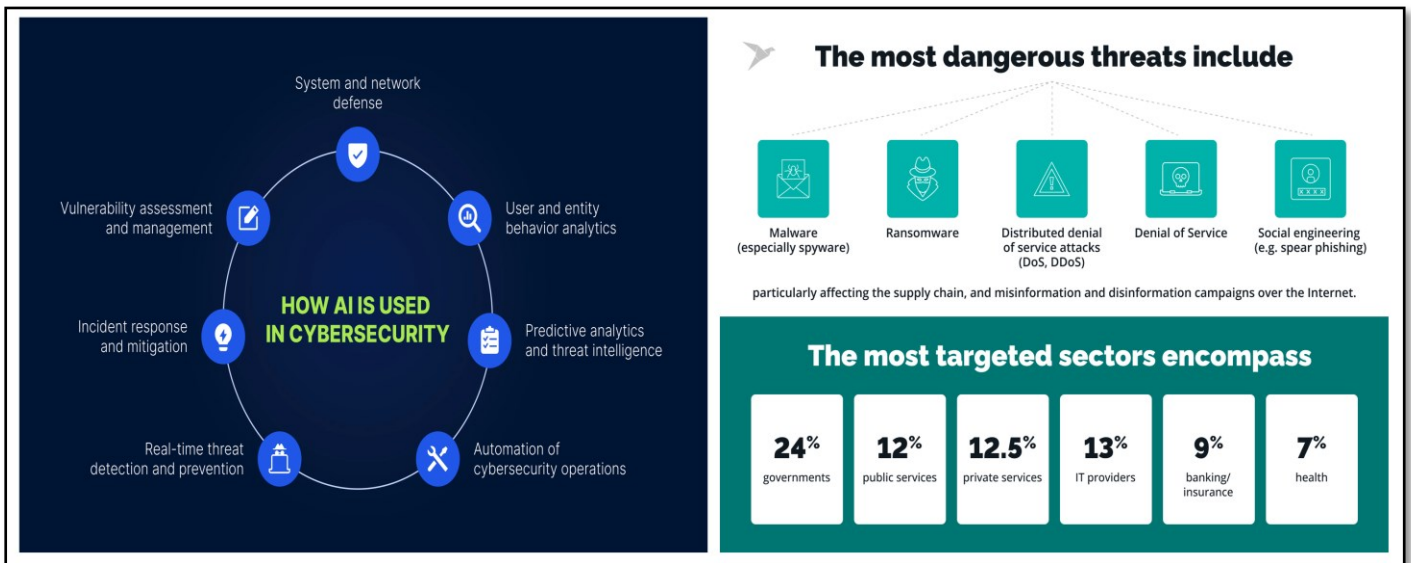 System and network
defense
User and entity
behavior analytics
Predictive analytics
and threat intelligence
Automation of
cybersecurity operations
Real-time threat
detection and prevention
Incident response
and mitigation
Vulnerability assessment
and management
HOW AI IS USED
IN CYBERSECURITY
The most dangerous threats include
Malware
(especially spyware)
Ransomware
Distributed denial
of service attacks
(DoS, DDoS)
Denial of Service
Social engineering
(e.g. spear phishing)
particularly affecting the supply chain, and misinformation and disinformation campaigns over the Internet.
The most targeted sectors encompass
24%
governments
12%
public services
12.5%
private services
13%
IT providers
9%
banking/
insurance
7%
health